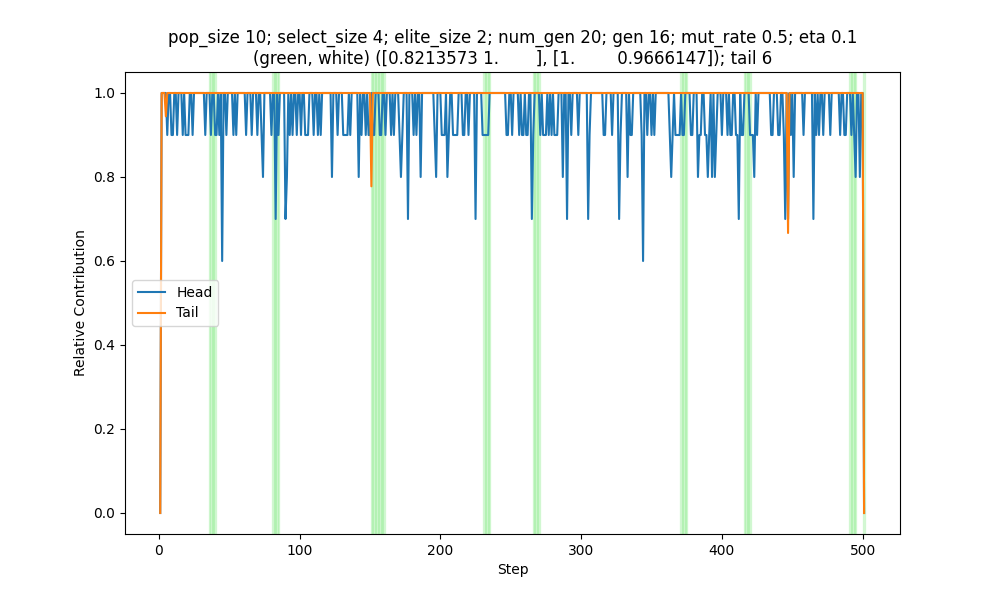 pop_size 10; select_size 4; elite_size 2; num_gen 20; gen 16; mut_rate 0.5; eta 0.1
(green, white) ([0.8213573 1.       ], [1.        0.9666147]); tail 6
1.0
0.8
0.6
0.4
0.2
0.0
Relative Contribution
Head
Tail
0 100 200 300 400 500
Step